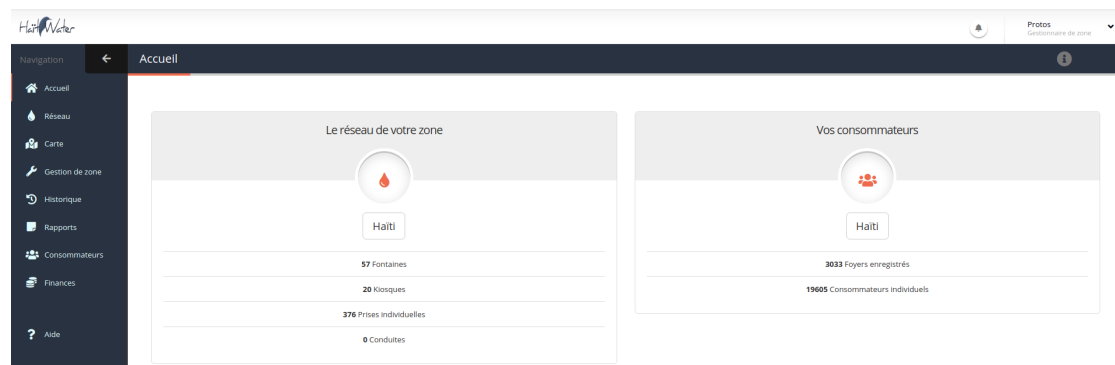 Haïti Water
Protos
Gestionnaire de zone
Navigation
Accueil
Accueil
Réseau
Carte
Gestion de zone
Historique
Rapports
Consommateurs
Finances
Aide
Le réseau de votre zone
Haïti
57 Fontaines
20 Kiosques
376 Prises individuelles
0 Conduites
Vos consommateurs
Haïti
3033 Foyers enregistrés
19605 Consommateurs individuels